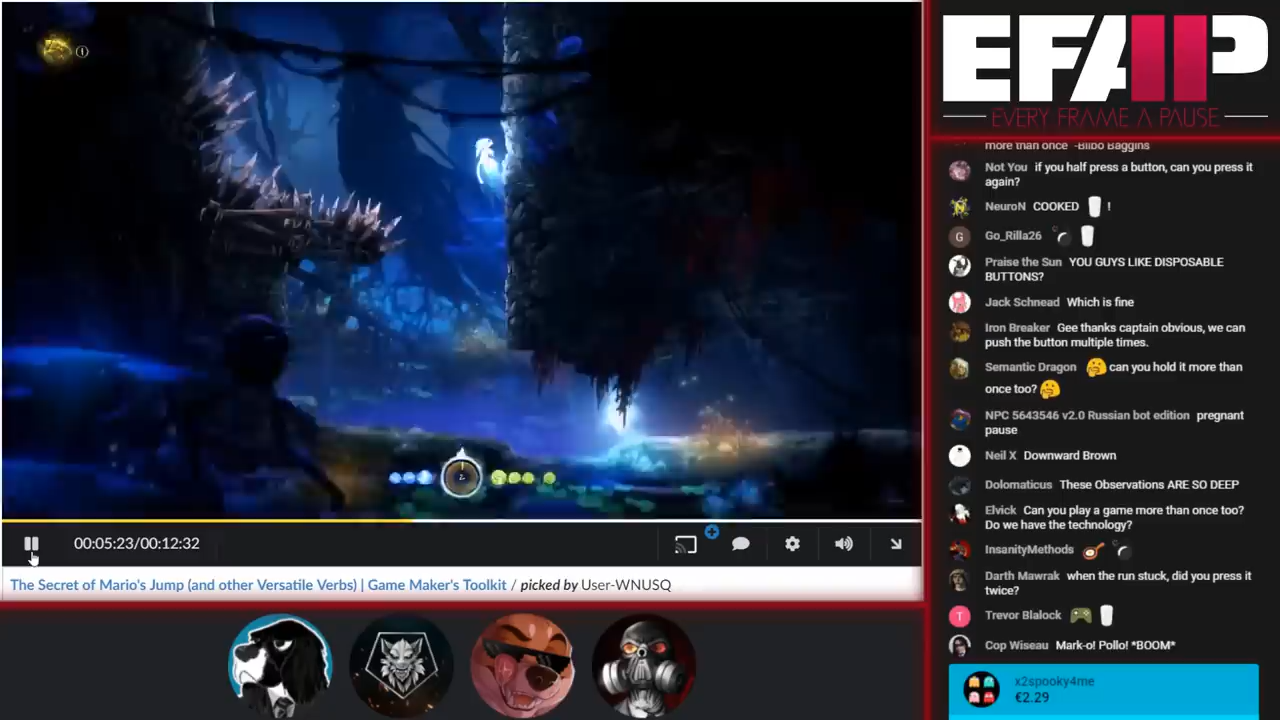 EFAP
EVERY FRAME A PAUSE
more than once -Bilbo Baggins
Not You if you half press a button, can you press it
again?
NeuroN COOKED !
G Go_Rilla26
Praise the Sun YOU GUYS LIKE DISPOSABLE
BUTTONS?
Jack Schnead Which is fine
Iron Breaker Gee thanks captain obvious, we can
push the button multiple times.
Semantic Dragon 🤔 can you hold it more than
once too? 🤔
NPC 5643546 v2.0 Russian bot edition pregnant
pause
Neil X Downward Brown
Dolomaticus These Observations ARE SO DEEP
Elvick Can you play a game more than once too?
Do we have the technology?
InsanityMethods
Darth Mawrak when the run stuck, did you press it
twice?
T Trevor Blalock
Cop Wiseau Mark-o! Pollo! *BOOM*
x2spooky4me
€2.29
00:05:23/00:12:32
The Secret of Mario's Jump (and other Versatile Verbs) | Game Maker's Toolkit / picked by User-WNUSQ